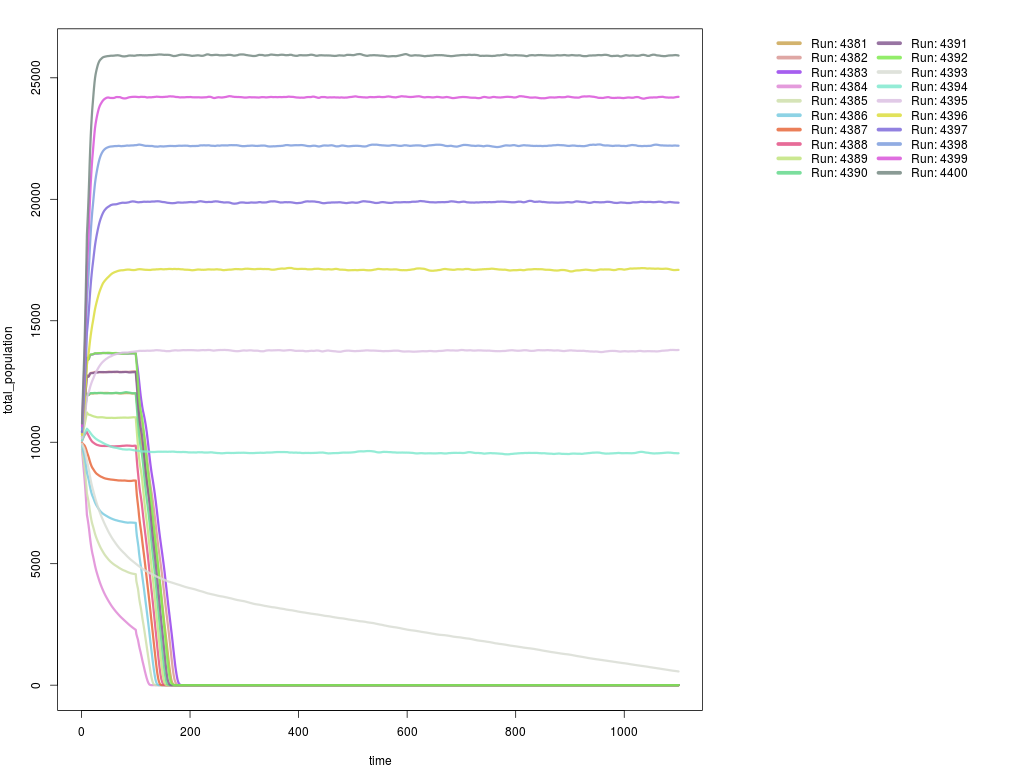 total_population
25000
20000
15000
10000
5000
0
0 200 400 600 800 1000
time
Run: 4381 Run: 4391
Run: 4382 Run: 4392
Run: 4383 Run: 4393
Run: 4384 Run: 4394
Run: 4385 Run: 4395
Run: 4386 Run: 4396
Run: 4387 Run: 4397
Run: 4388 Run: 4398
Run: 4389 Run: 4399
Run: 4390 Run: 4400